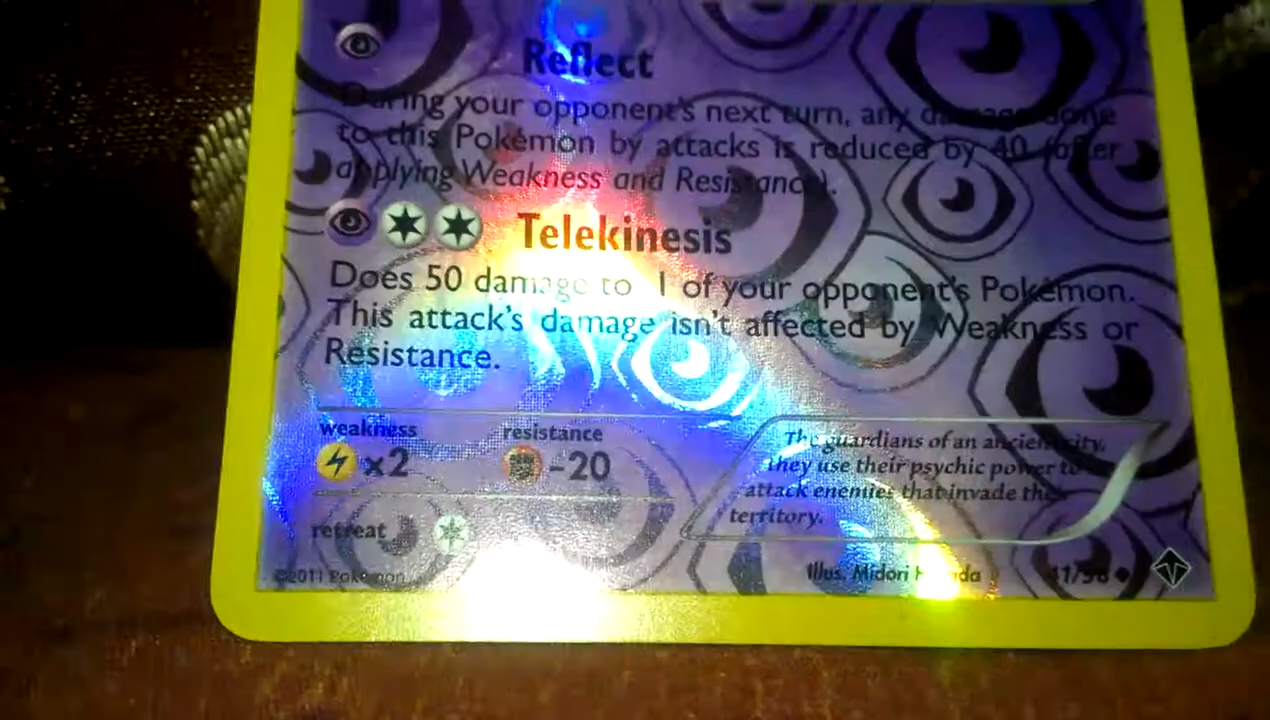 Reflect
During your opponent's next turn, any damage done
to this Pokémon by attacks is reduced by 40 (after
applying Weakness and Resistance).
Telekinesis
Does 50 damage to 1 of your opponent's Pokémon.
This attack's damage isn't affected by Weakness or
Resistance.
weakness
resistance
x2
-20
The guardians of an ancient city,
they use their psychic power to
attack enemies that invade their
territory.
retreat
©2011 Pokémon
Illus. Midori
41/98